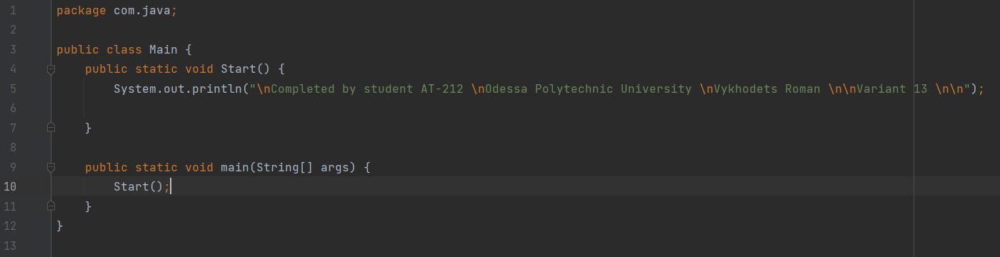 1 package com.java;
2
3 public class Main {
4     public static void Start() {
5         System.out.println("\nCompleted by student AT-212 \nOdessa Polytechnic University \nVykhodets Roman \n\nVariant 13 \n\n");
6
7     }
8
9     public static void main(String[] args) {
10         Start();
11     }
12 }
13